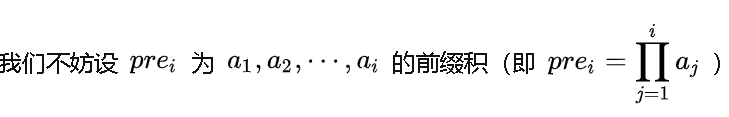 我们不妨设 pre_i 为 a_1, a_2, ⋯, a_i 的前缀积（即 pre_i = ∏_{j=1}^{i} a_j ）